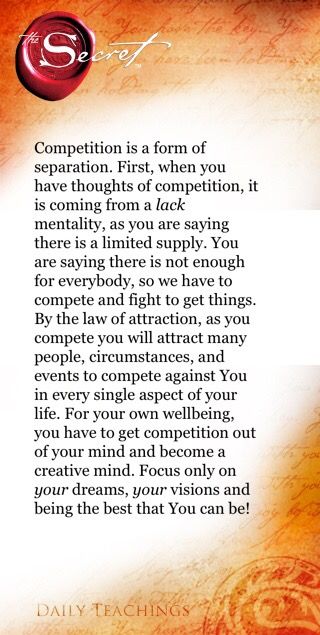 the Secret™
Competition is a form of
separation. First, when you
have thoughts of competition, it
is coming from a lack
mentality, as you are saying
there is a limited supply. You
are saying there is not enough
for everybody, so we have to
compete and fight to get things.
By the law of attraction, as you
compete you will attract many
people, circumstances, and
events to compete against You
in every single aspect of your
life. For your own wellbeing,
you have to get competition out
of your mind and become a
creative mind. Focus only on
your dreams, your visions and
being the best that You can be!
DAILY TEACHINGS